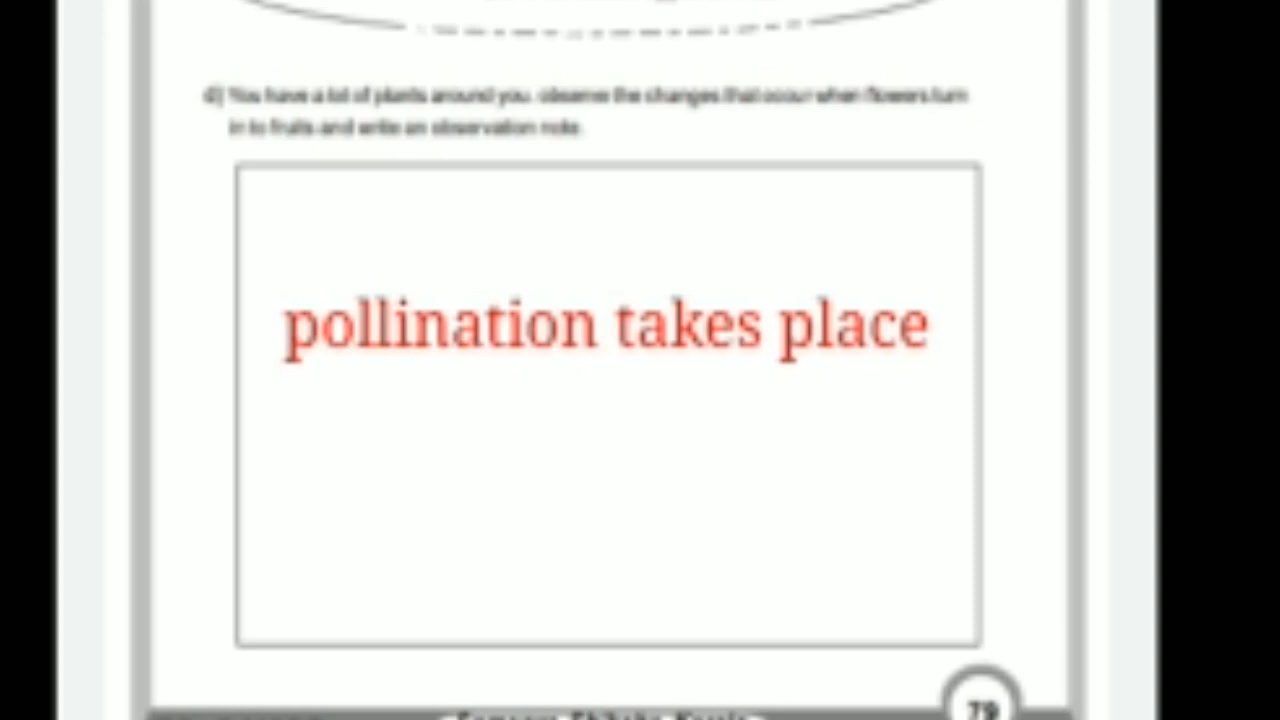 d) You have a lot of plants around you. observe the changes that occur when flowers turn
in to fruits and write an observation note.
pollination takes place
79